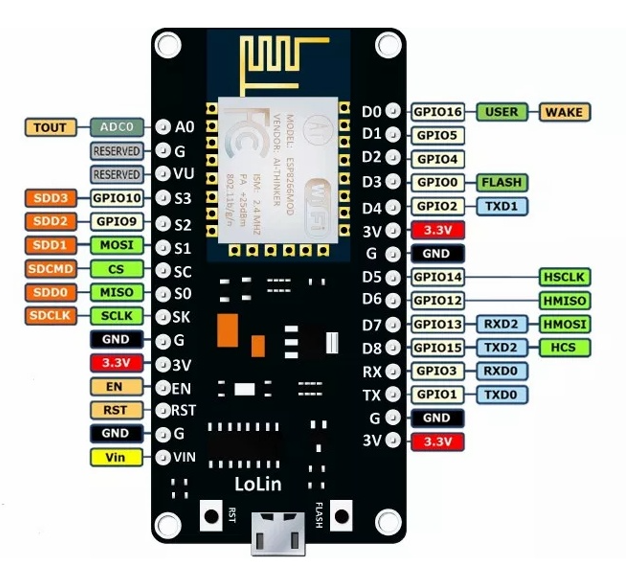 TOUT ADC0 A0
RESERVED G
RESERVED VU
SDD3 GPIO10 S3
SDD2 GPIO9 S2
SDD1 MOSI S1
SDCMD CS SC
SDD0 MISO S0
SDCLK SCLK SK
GND G
3.3V 3V
EN EN
RST RST
GND G
Vin VIN
MODEL: ESP8266MOD
VENDOR: AI-THINKER
ISM: 2.4 MHZ
PA +25dBm
802.11b/g/n
FC
AI
WiFi
D0 GPIO16 USER WAKE
D1 GPIO5
D2 GPIO4
D3 GPIO0 FLASH
D4 GPIO2 TXD1
3V 3.3V
G GND
D5 GPIO14 HSCLK
D6 GPIO12 HMISO
D7 GPIO13 RXD2 HMOSI
D8 GPIO15 TXD2 HCS
RX GPIO3 RXD0
TX GPIO1 TXD0
G GND
3V 3.3V
LoLin
RST
FLASH